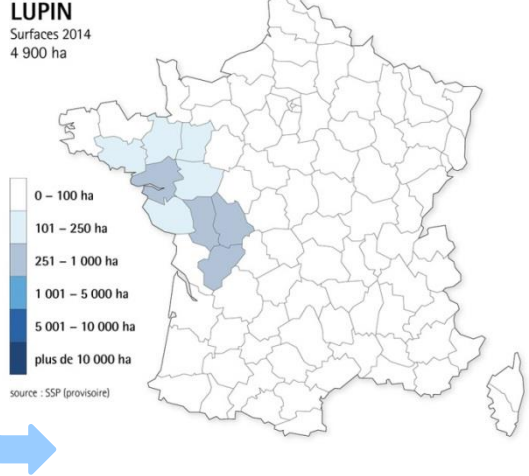 LUPIN
Surfaces 2014
4 900 ha
0 – 100 ha
101 – 250 ha
251 – 1 000 ha
1 001 – 5 000 ha
5 001 – 10 000 ha
plus de 10 000 ha
source : SSP (provisoire)